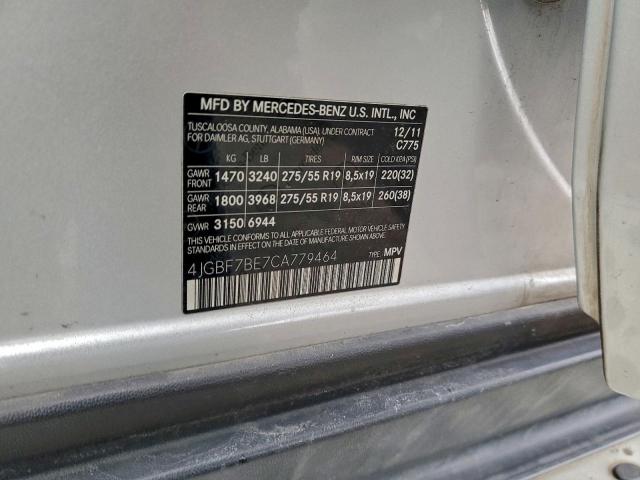 MFD BY MERCEDES-BENZ U.S. INTL., INC
TUSCALOOSA COUNTY, ALABAMA (USA), UNDER CONTRACT 12/11
FOR DAIMLER AG, STUTTGART (GERMANY) C775
KG LB TIRES RIM SIZE COLD KPA (PSI)
GAWR FRONT 1470 3240 275/55 R19 8,5x19 220(32)
GAWR REAR 1800 3968 275/55 R19 8,5x19 260(38)
GVWR 3150 6944
THIS VEHICLE CONFORMS TO ALL APPLICABLE FEDERAL MOTOR VEHICLE SAFETY
STANDARDS IN EFFECT ON THE DATE OF MANUFACTURE SHOWN ABOVE.
4JGBF7BE7CA779464 TYPE: MPV